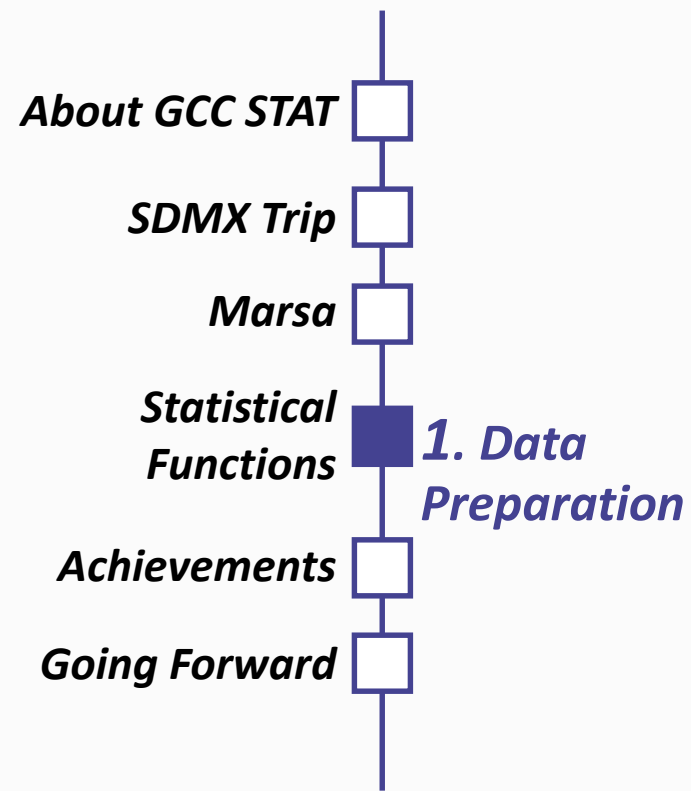 About GCC STAT
SDMX Trip
Marsa
Statistical
Functions
1. Data
Preparation
Achievements
Going Forward